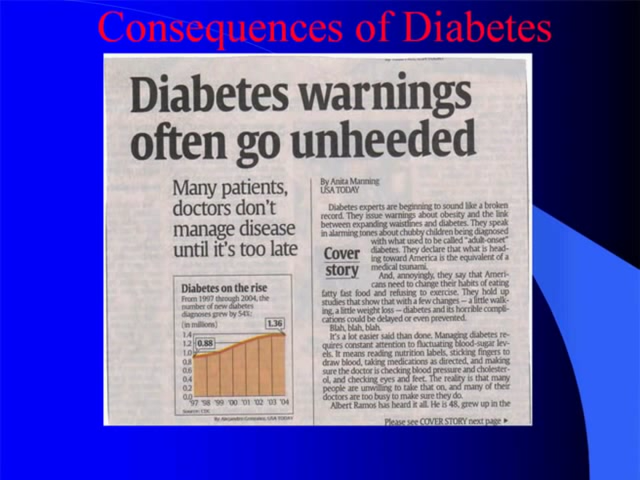 Consequences of Diabetes
Diabetes warnings
often go unheeded
Many patients,
doctors don't
manage disease
until it's too late
By Anita Manning
USA TODAY
Diabetes experts are beginning to sound like a broken
record. They issue warnings about obesity and the link
between expanding waistlines and diabetes. They speak
in alarming tones about chubby children being diagnosed
with what used to be called "adult-onset"
diabetes. They declare that what is head-
ing toward America is the equivalent of a
medical tsunami.
Cover
story
And, annoyingly, they say that Ameri-
cans need to change their habits of eating
fatty fast food and refusing to exercise. They hold up
studies that show that with a few changes — a little walk-
ing, a little weight loss — diabetes and its horrible compli-
cations could be delayed or even prevented.
Blah, blah, blah.
It's a lot easier said than done. Managing diabetes re-
quires constant attention to fluctuating blood-sugar lev-
els. It means reading nutrition labels, sticking fingers to
draw blood, taking medications as directed, and making
sure the doctor is checking blood pressure and cholester-
ol, and checking eyes and feet. The reality is that many
people are unwilling to take that on, and many of their
doctors are too busy to make sure they do.
Albert Ramos has heard it all. He is 48, grew up in the
Please see COVER STORY next page ►
Diabetes on the rise
From 1997 through 2004, the
number of new diabetes
diagnoses grew by 54%:
(in millions)
1.36
0.88
1.4
1.2
1.0
0.8
0.6
0.4
0.2
0.0
'97 '98 '99 '00 '01 '02 '03 '04
Source: CDC
By Alejandro Gonzalez, USA TODAY